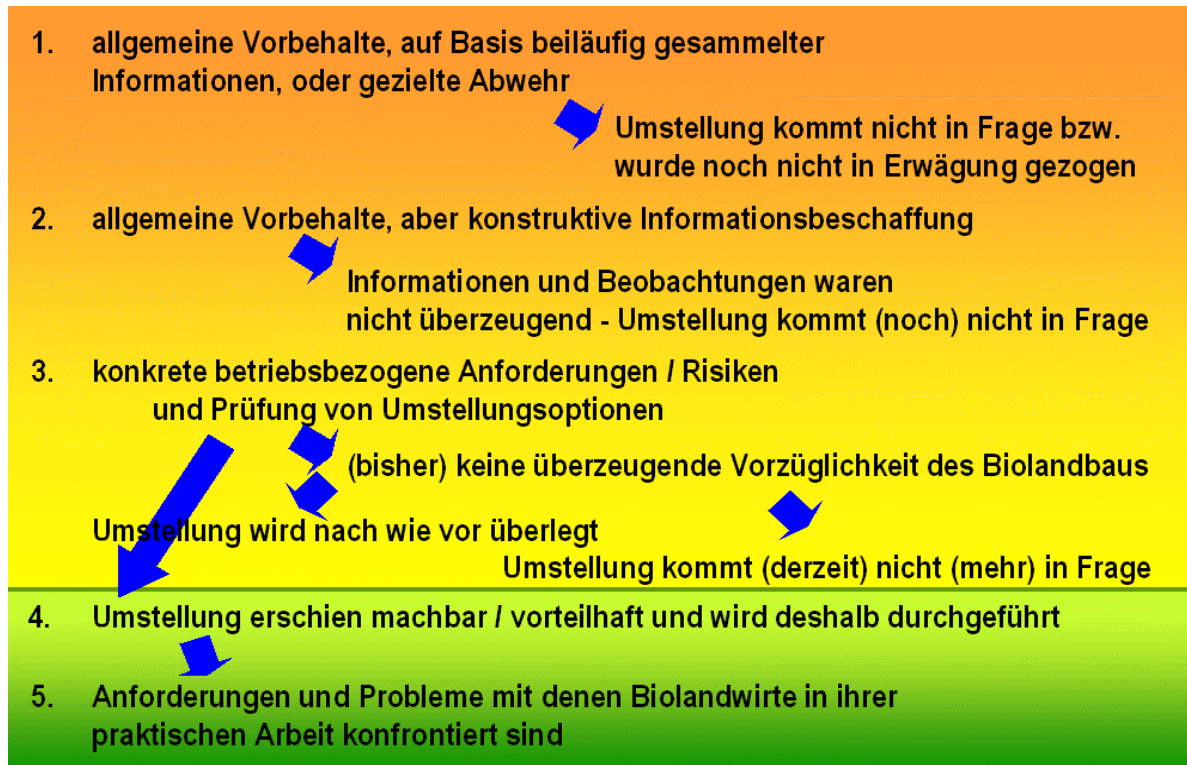 1. allgemeine Vorbehalte, auf Basis beiläufig gesammelter
Informationen, oder gezielte Abwehr
Umstellung kommt nicht in Frage bzw.
wurde noch nicht in Erwägung gezogen
2. allgemeine Vorbehalte, aber konstruktive Informationsbeschaffung
Informationen und Beobachtungen waren
nicht überzeugend - Umstellung kommt (noch) nicht in Frage
3. konkrete betriebsbezogene Anforderungen / Risiken
und Prüfung von Umstellungsoptionen
(bisher) keine überzeugende Vorzüglichkeit des Biolandbaus
Umstellung wird nach wie vor überlegt
Umstellung kommt (derzeit) nicht (mehr) in Frage
4. Umstellung erschien machbar / vorteilhaft und wird deshalb durchgeführt
5. Anforderungen und Probleme mit denen Biolandwirte in ihrer
praktischen Arbeit konfrontiert sind